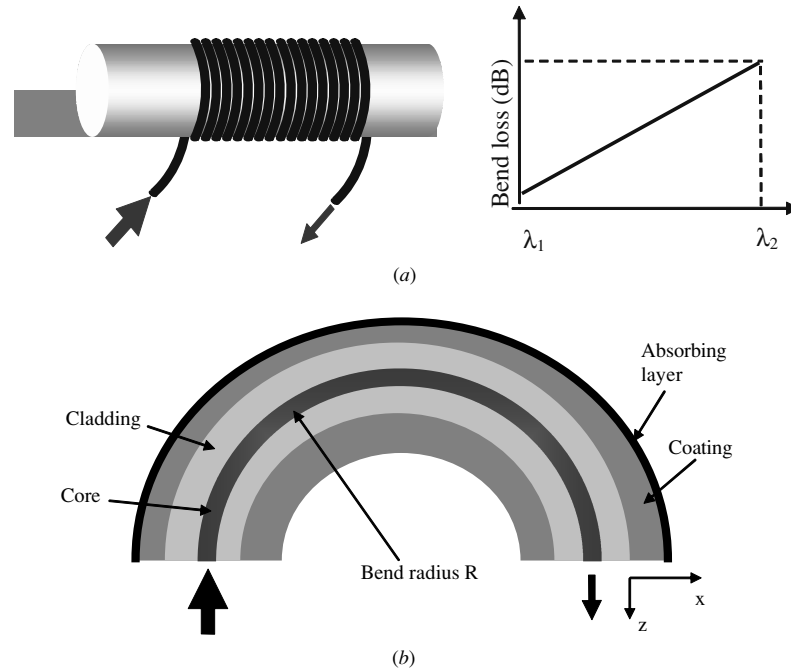 Bend loss (dB)
λ1
λ2
(a)
Absorbing
layer
Cladding
Coating
Core
Bend radius R
x
z
(b)